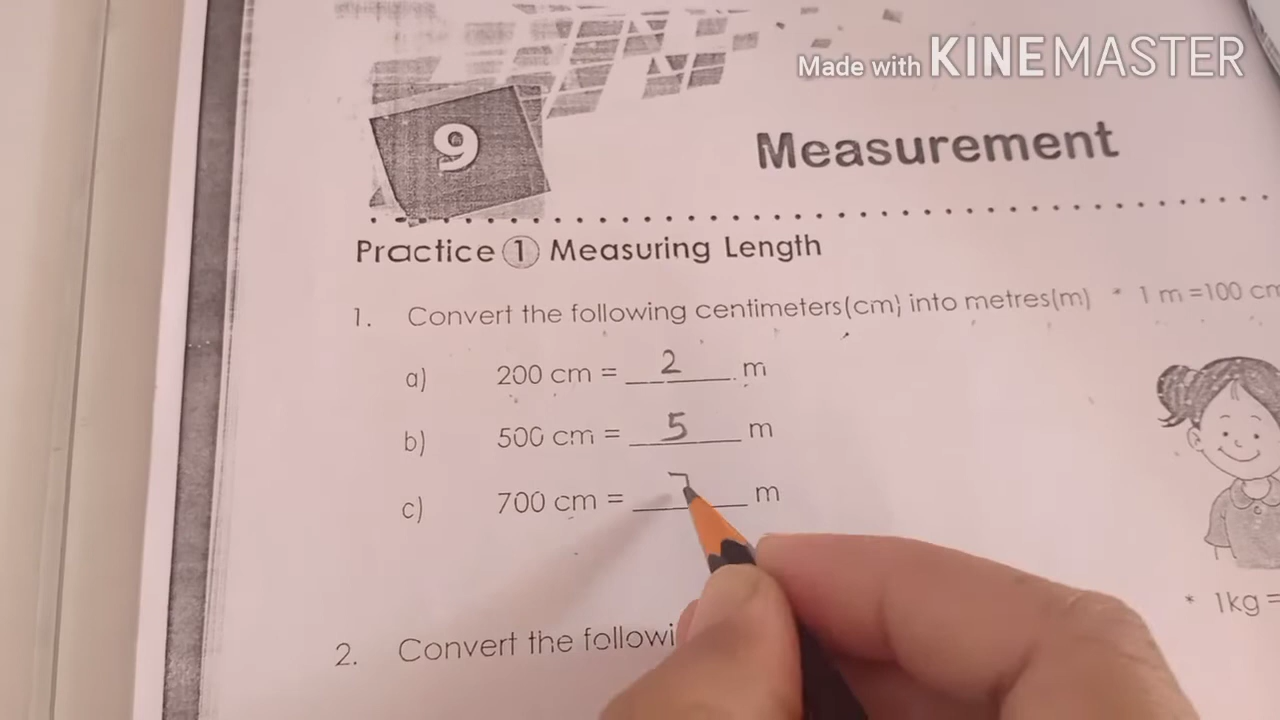 Made with KINEMASTER
9
Measurement
Practice 1 Measuring Length
1. Convert the following centimeters(cm) into metres(m) * 1 m =100 cm
a) 200 cm = 2 m
b) 500 cm = 5 m
c) 700 cm = 7 m
* 1kg =
2. Convert the followi